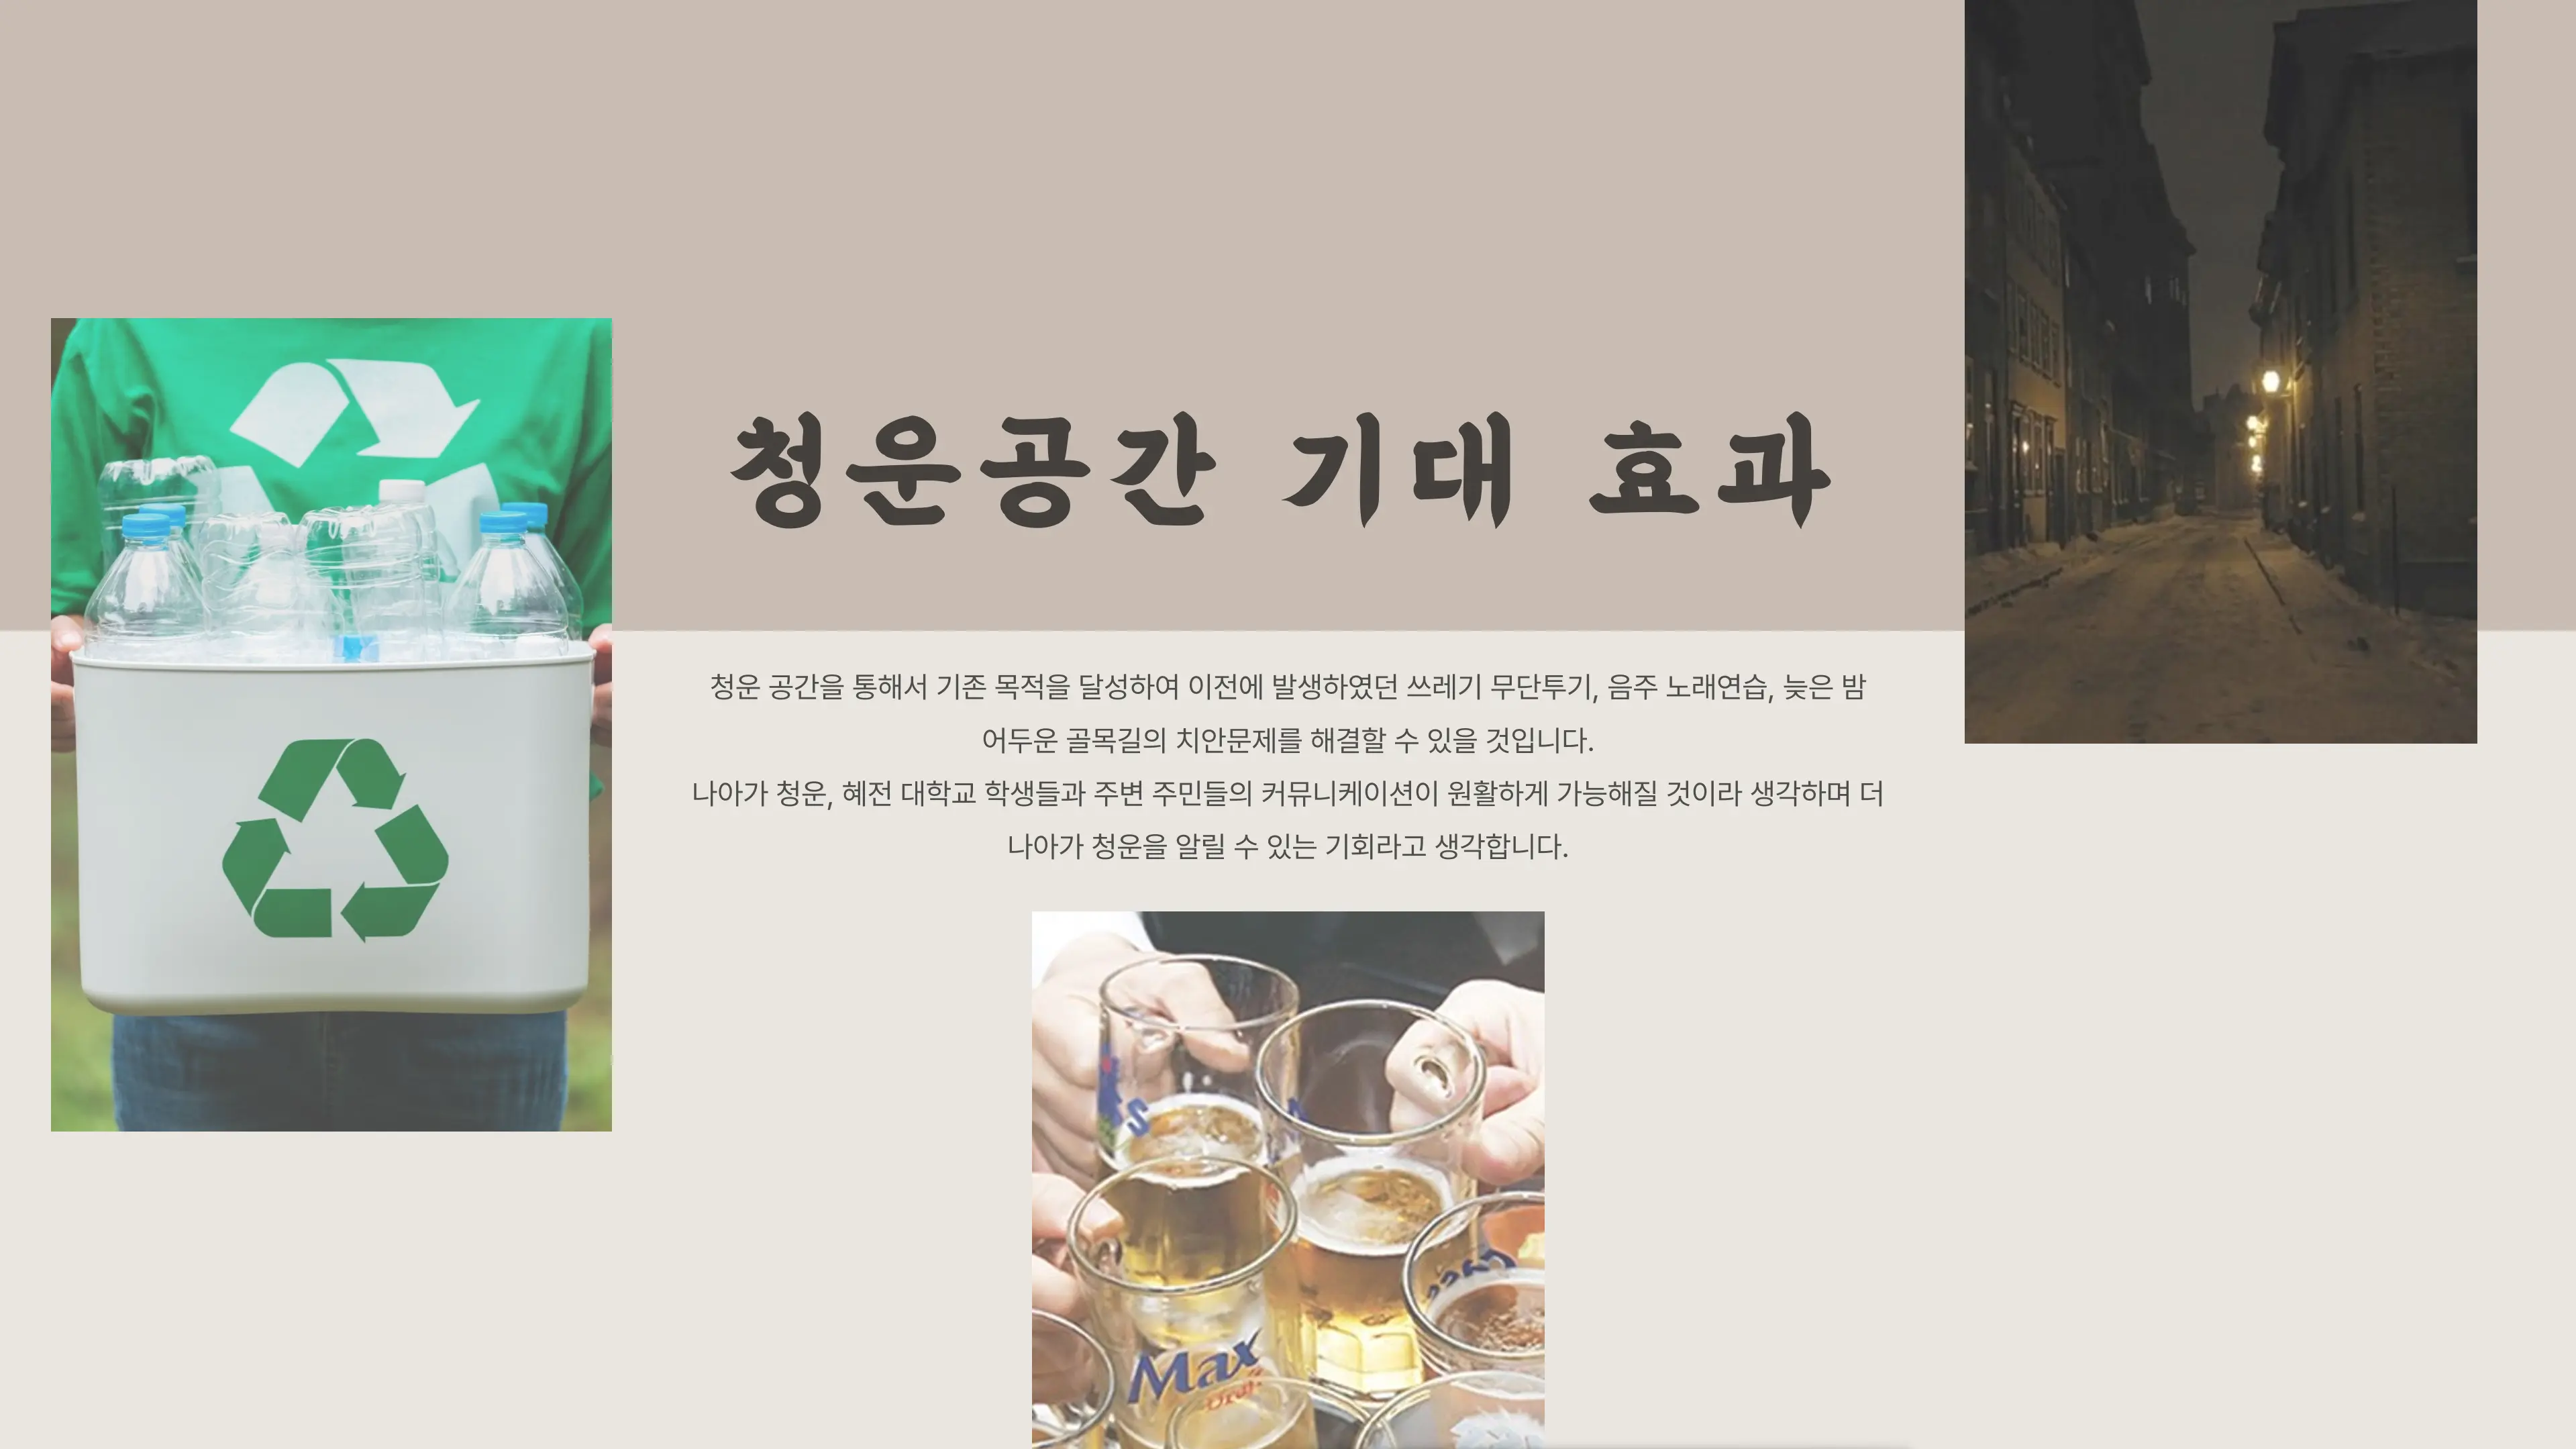 청운공간 기대 효과
청운 공간을 통해서 기존 목적을 달성하여 이전에 발생하였던 쓰레기 무단투기, 음주 노래연습, 늦은 밤
어두운 골목길의 치안문제를 해결할 수 있을 것입니다.
나아가 청운, 혜전 대학교 학생들과 주변 주민들의 커뮤니케이션이 원활하게 가능해질 것이라 생각하며 더
나아가 청운을 알릴 수 있는 기회라고 생각합니다.
Max